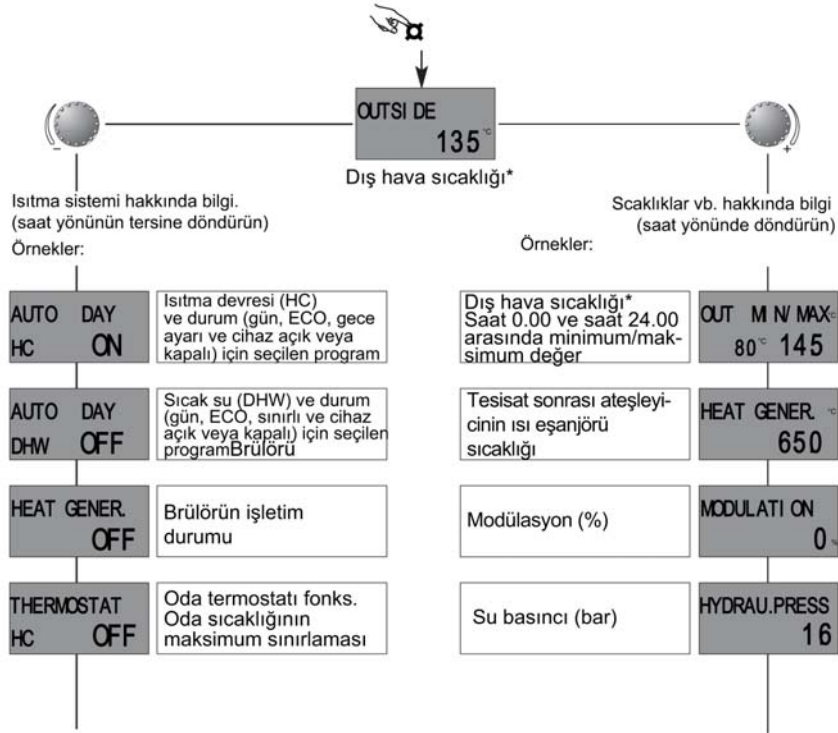 OUTSI DE
135 °C
Dış hava sıcaklığı*
-
+
Isıtma sistemi hakkında bilgi.
(saat yönünün tersine döndürün)
Örnekler:
AUTO DAY
HC ON
Isıtma devresi (HC)
ve durum (gün, ECO, gece
ayarı ve cihaz açık veya
kapalı) için seçilen program
AUTO DAY
DHW OFF
Sıcak su (DHW) ve durum
(gün, ECO, sınırlı ve cihaz
açık veya kapalı) için seçilen
programBrülörü
HEAT GENER.
OFF
Brülörün işletim
durumu
THERMOSTAT
HC OFF
Oda termostatı fonks.
Oda sıcaklığının
maksimum sınırlaması
Scaklıklar vb. hakkında bilgi
(saat yönünde döndürün)
Örnekler:
Dış hava sıcaklığı*
Saat 0.00 ve saat 24.00
arasında minimum/mak-
simum değer
OUT MI N/ MAX °C
80°C 145
Tesisat sonrası ateşleyi-
cinin ısı eşanjörü
sıcaklığı
HEAT GENER. °C
650
Modülasyon (%)
MODULATI ON
0 %
Su basıncı (bar)
HYDRAU.PRESS
16